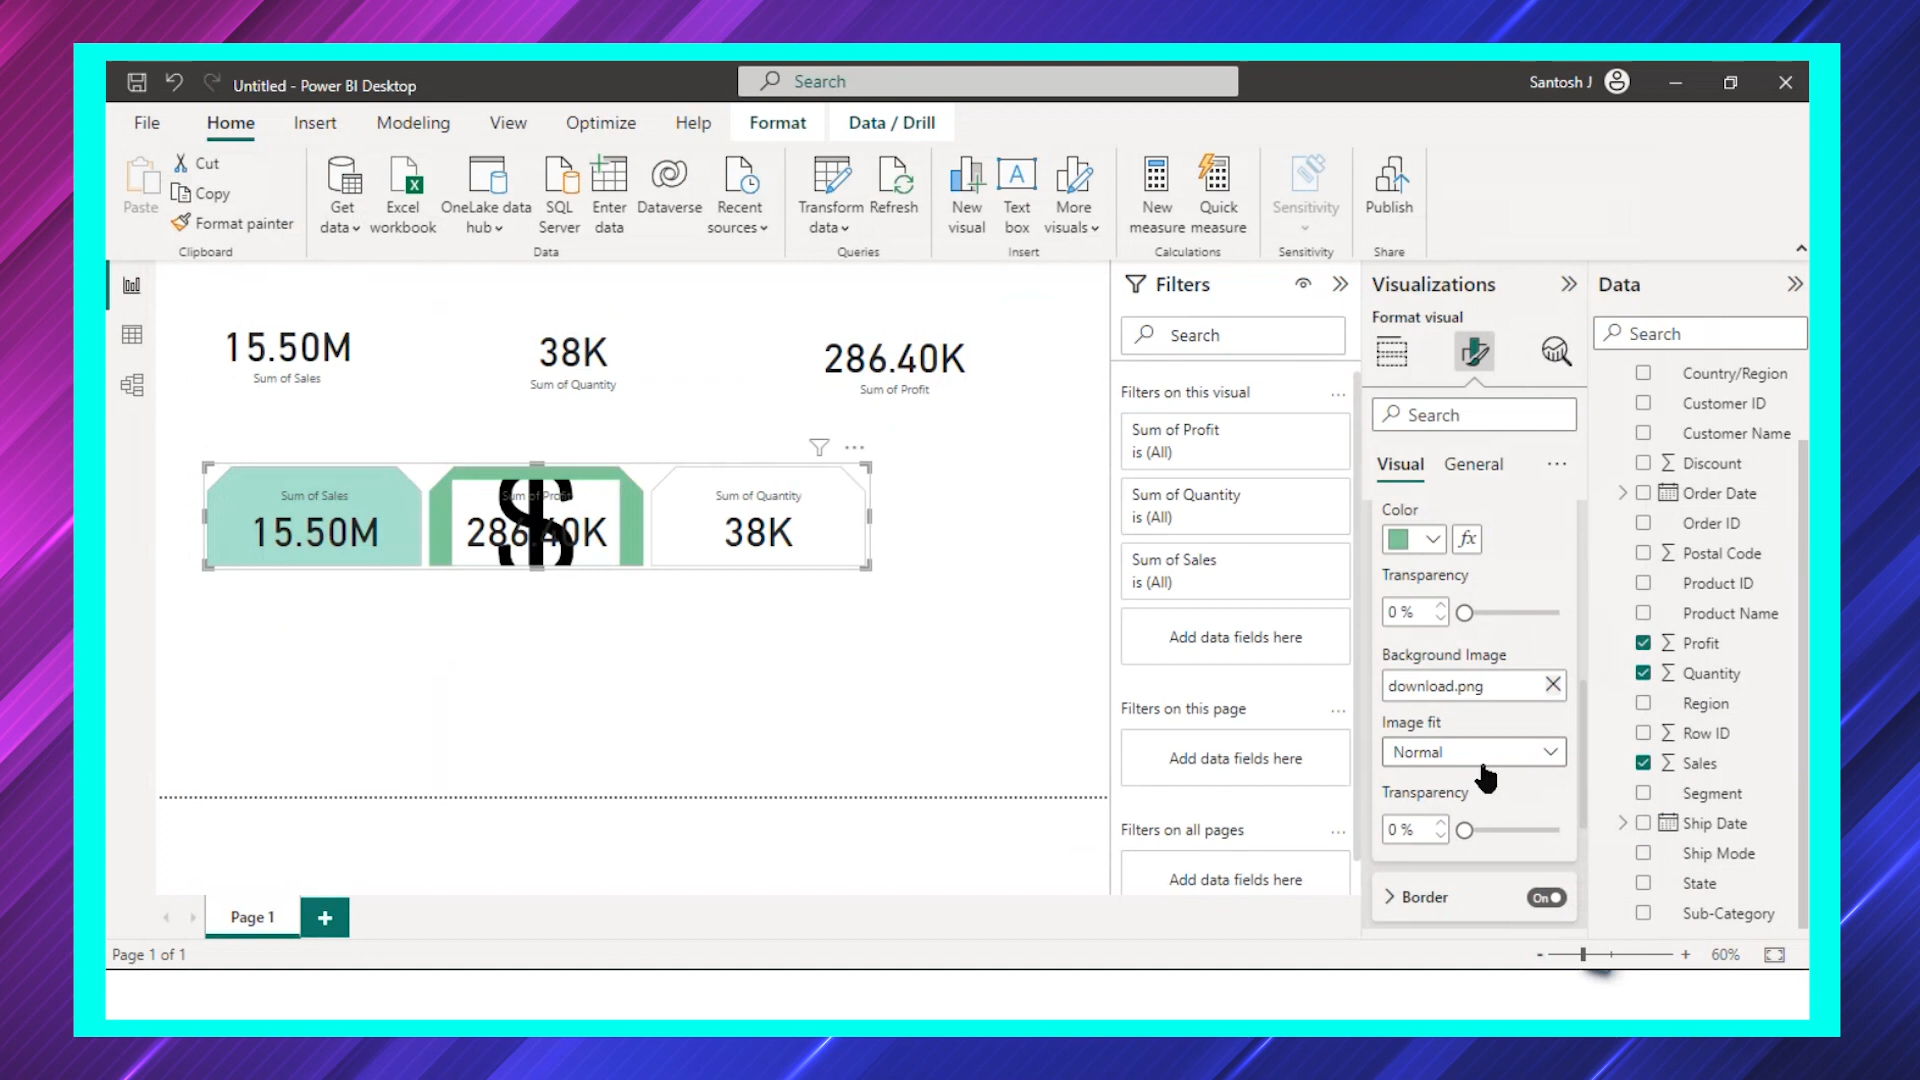 Untitled - Power BI Desktop
Search
Santosh J
File Home Insert Modeling View Optimize Help Format Data / Drill
Paste
Cut
Copy
Format painter
Clipboard
Get data
Excel workbook
OneLake data hub
SQL Server
Enter data
Dataverse
Recent sources
Data
Transform data
Refresh
Queries
New visual
Text box
More visuals
Insert
New measure
Quick measure
Calculations
Sensitivity
Sensitivity
Publish
Share
15.50M
Sum of Sales
38K
Sum of Quantity
286.40K
Sum of Profit
Sum of Sales
15.50M
Sum of Profit
286.40K
$
Sum of Quantity
38K
Filters
Search
Filters on this visual
Sum of Profit
is (All)
Sum of Quantity
is (All)
Sum of Sales
is (All)
Add data fields here
Filters on this page
Add data fields here
Filters on all pages
Add data fields here
Visualizations
Format visual
Search
Visual General
Color
fx
Transparency
0 %
Background Image
download.png
Image fit
Normal
Transparency
0 %
Border
On
Data
Search
Country/Region
Customer ID
Customer Name
Discount
Order Date
Order ID
Postal Code
Product ID
Product Name
Profit
Quantity
Region
Row ID
Sales
Segment
Ship Date
Ship Mode
State
Sub-Category
Page 1
Page 1 of 1
60%